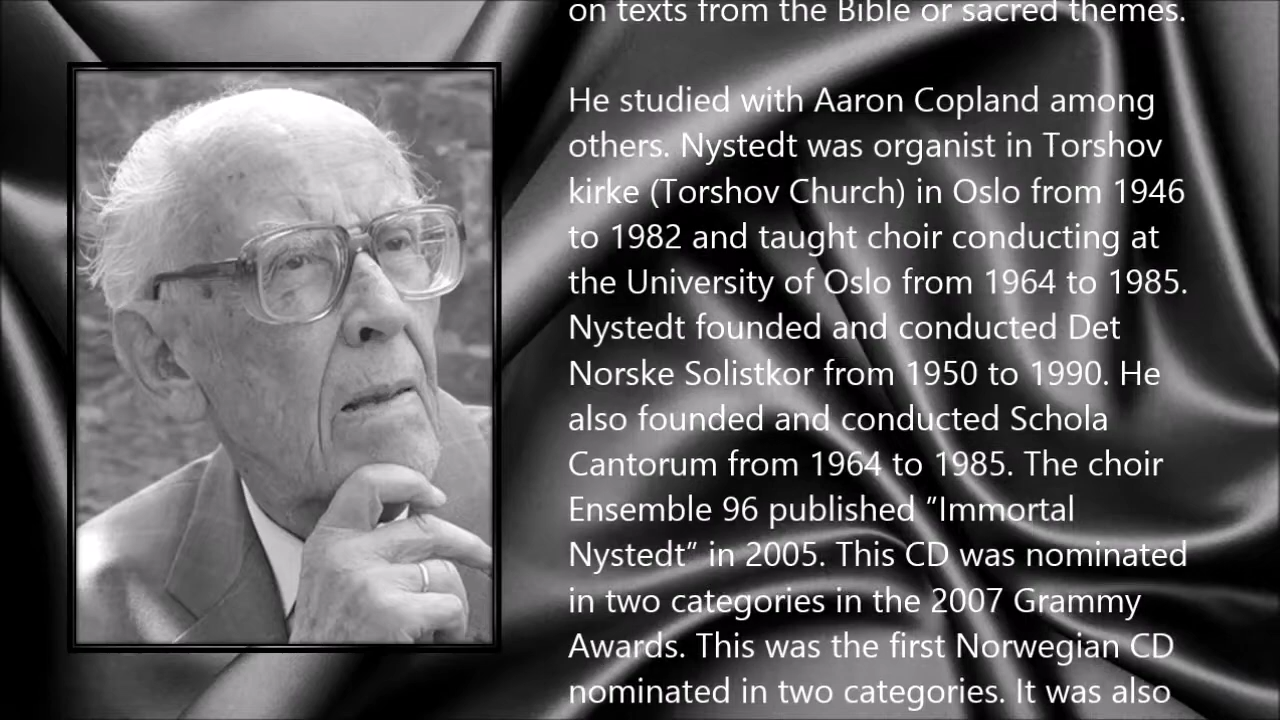 on texts from the Bible or sacred themes.
He studied with Aaron Copland among
others. Nystedt was organist in Torshov
kirke (Torshov Church) in Oslo from 1946
to 1982 and taught choir conducting at
the University of Oslo from 1964 to 1985.
Nystedt founded and conducted Det
Norske Solistkor from 1950 to 1990. He
also founded and conducted Schola
Cantorum from 1964 to 1985. The choir
Ensemble 96 published ”Immortal
Nystedt” in 2005. This CD was nominated
in two categories in the 2007 Grammy
Awards. This was the first Norwegian CD
nominated in two categories. It was also